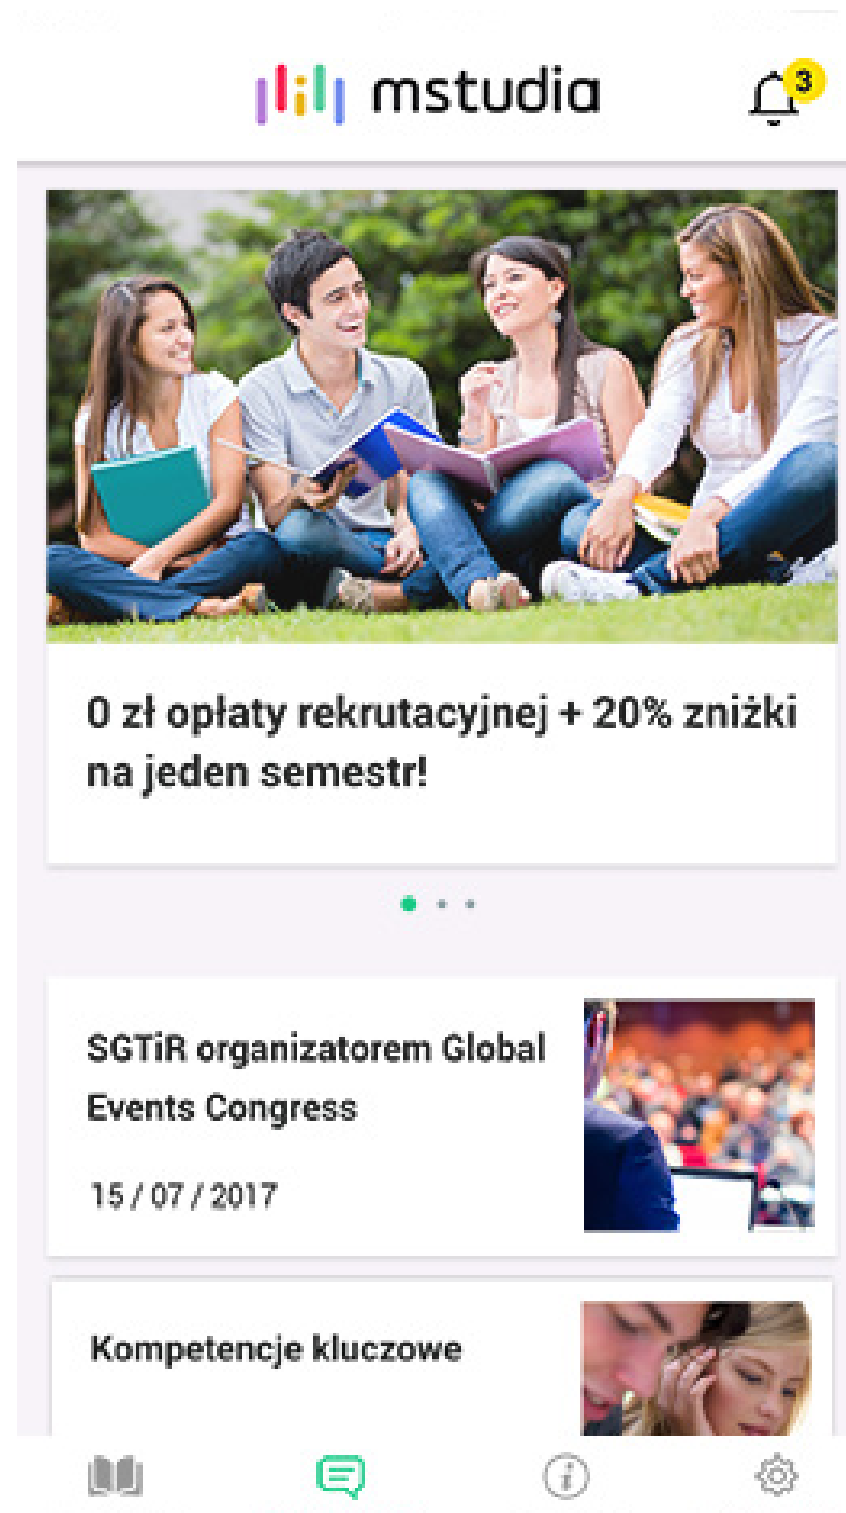 mstudia
3
0 zł opłaty rekrutacyjnej + 20% zniżki
na jeden semestr!
SGTiR organizatorem Global
Events Congress
15 / 07 / 2017
Kompetencje kluczowe